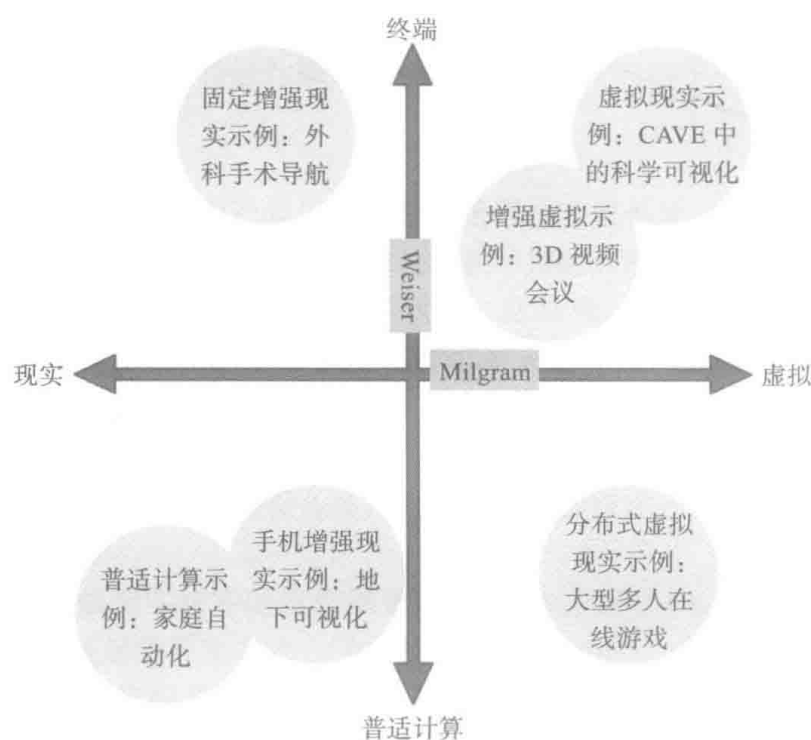 终端
固定增强现
实示例：外
科手术导航
虚拟现实示
例：CAVE 中
的科学可视化
增强虚拟示
例：3D 视频
会议
Weiser
现实
Milgram
虚拟
手机增强现
实示例：地
下可视化
普适计算示
例：家庭自
动化
分布式虚拟
现实示例：
大型多人在
线游戏
普适计算